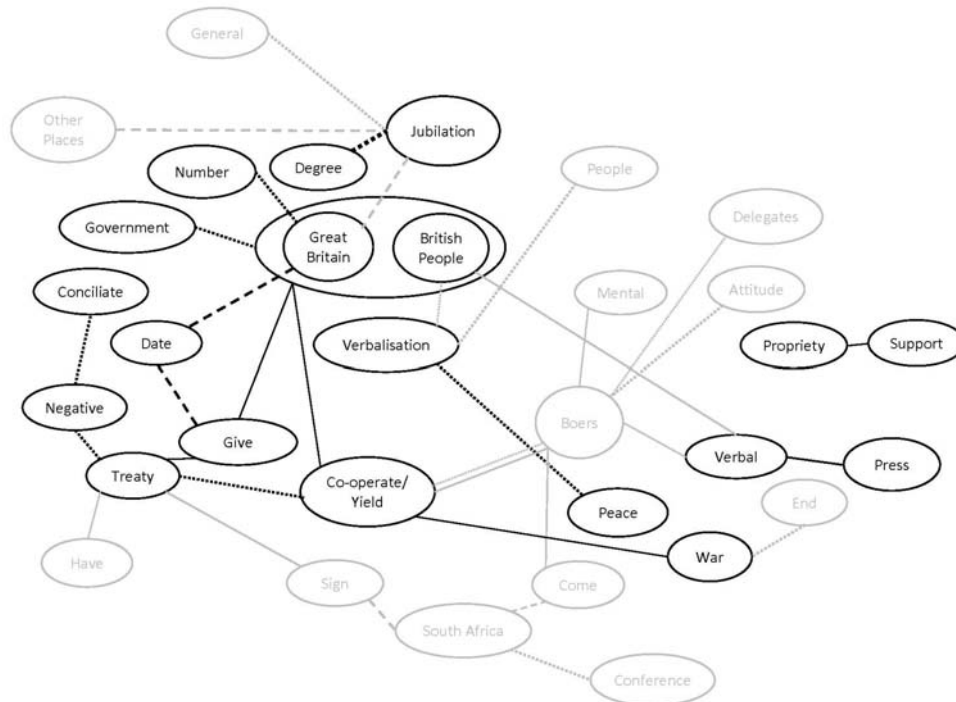 General
Other
Places
Jubilation
Degree
Number
People
Government
Great
Britain
British
People
Delegates
Conciliate
Mental
Attitude
Date
Verbalisation
Propriety
Support
Negative
Boers
Give
Verbal
Press
Treaty
Co-operate/
Yield
Peace
End
War
Have
Sign
Come
South Africa
Conference